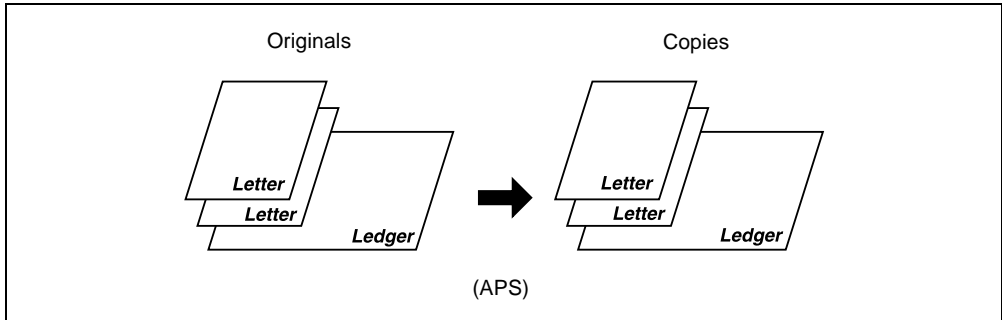 Originals Copies
Letter Letter
Letter Letter
Ledger Ledger
(APS)